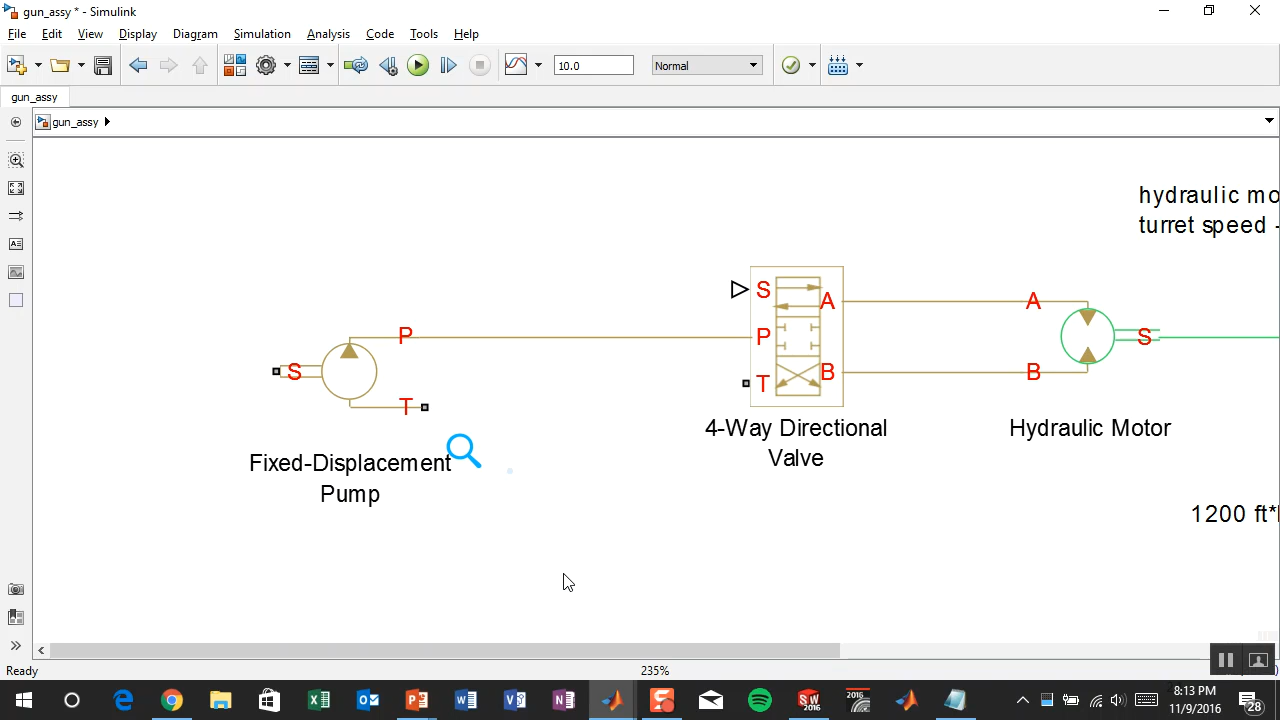 gun_assy * - Simulink
File Edit View Display Diagram Simulation Analysis Code Tools Help
10.0 Normal
gun_assy
gun_assy
hydraulic mo
turret speed -
S A A
P P B B S
T
S
T
4-Way Directional
Valve
Hydraulic Motor
Fixed-Displacement
Pump
1200 ft*l
Ready 235%
8:13 PM
11/9/2016
28
2016
SW
2016